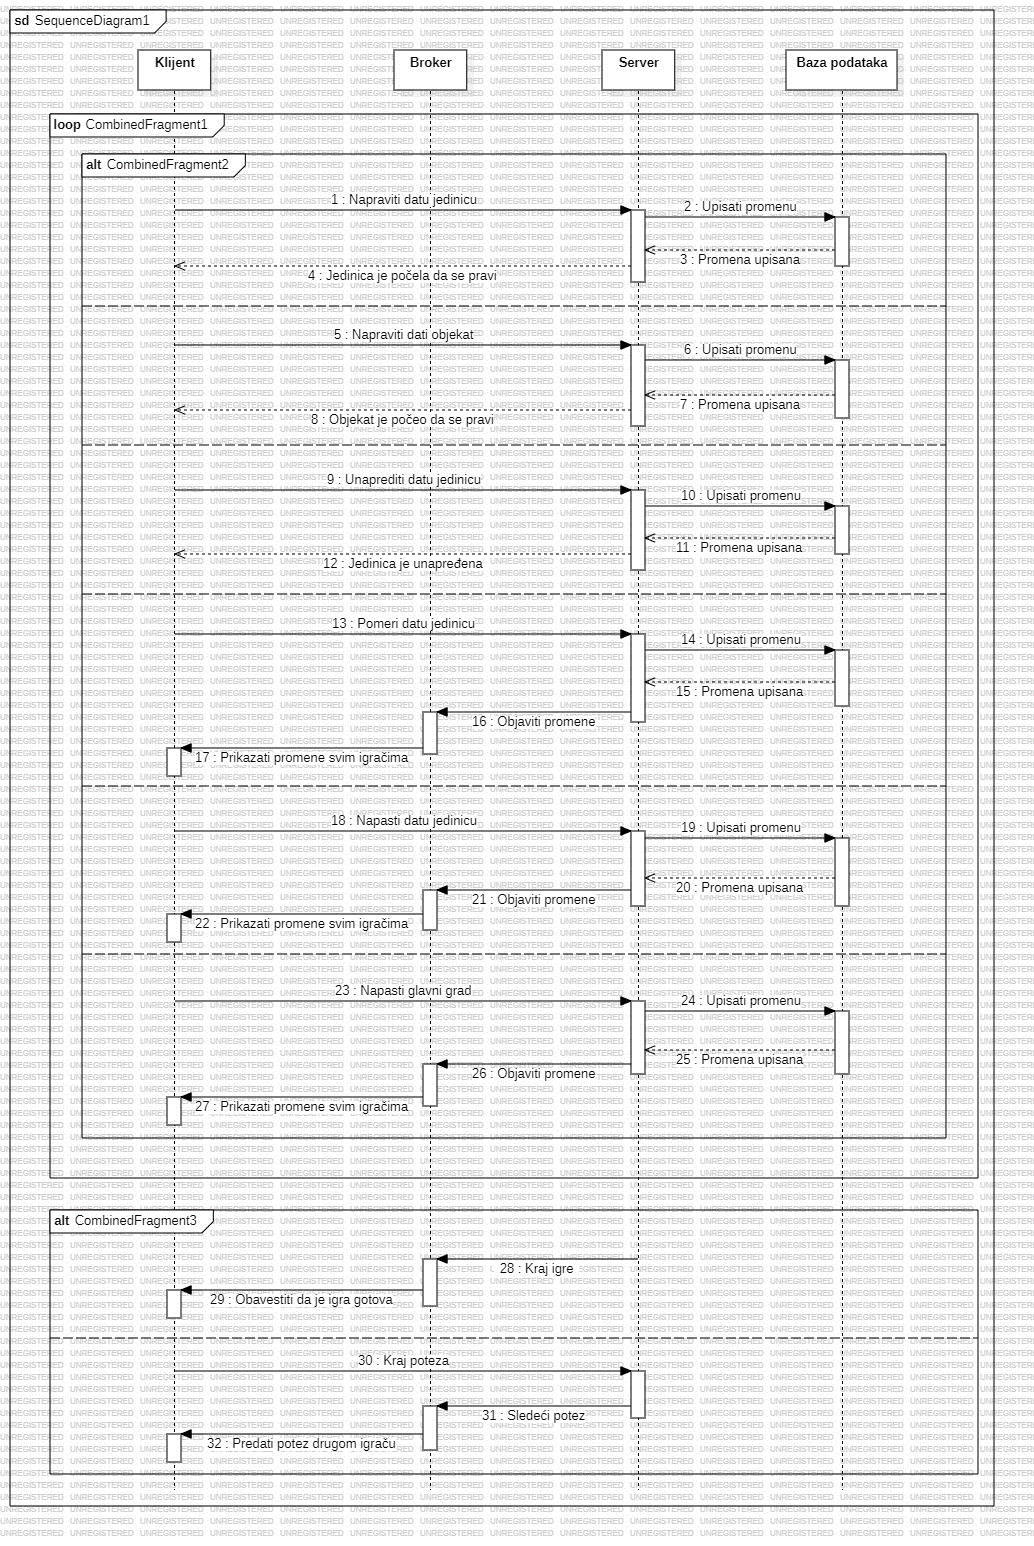 sd SequenceDiagram1
Klijent
Broker
Server
Baza podataka
loop CombinedFragment1
alt CombinedFragment2
1 : Napraviti datu jedinicu
2 : Upisati promenu
3 : Promena upisana
4 : Jedinica je počela da se pravi
5 : Napraviti dati objekat
6 : Upisati promenu
7 : Promena upisana
8 : Objekat je počeo da se pravi
9 : Unaprediti datu jedinicu
10 : Upisati promenu
11 : Promena upisana
12 : Jedinica je unapređena
13 : Pomeri datu jedinicu
14 : Upisati promenu
15 : Promena upisana
16 : Objaviti promene
17 : Prikazati promene svim igračima
18 : Napasti datu jedinicu
19 : Upisati promenu
20 : Promena upisana
21 : Objaviti promene
22 : Prikazati promene svim igračima
23 : Napasti glavni grad
24 : Upisati promenu
25 : Promena upisana
26 : Objaviti promene
27 : Prikazati promene svim igračima
alt CombinedFragment3
28 : Kraj igre
29 : Obavestiti da je igra gotova
30 : Kraj poteza
31 : Sledeći potez
32 : Predati potez drugom igraču
UNREGISTERED